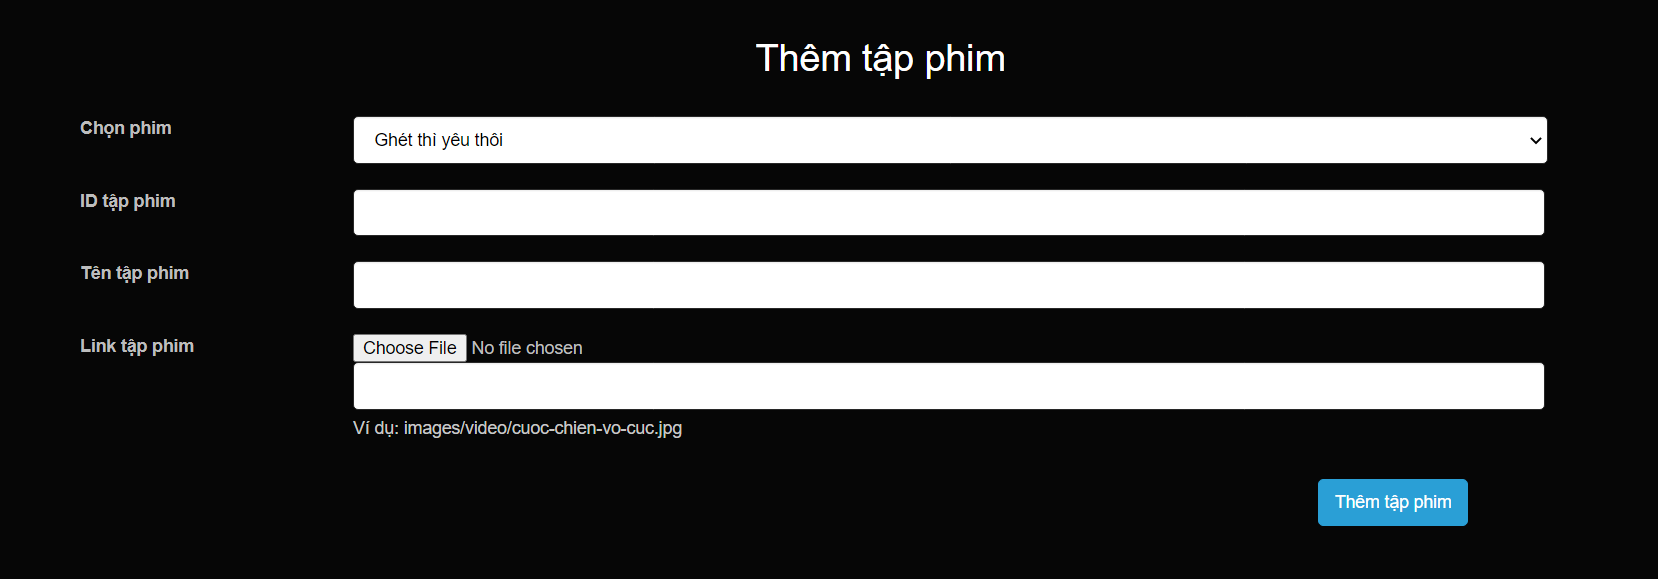 Thêm tập phim
Chọn phim
Ghét thì yêu thôi
ID tập phim
Tên tập phim
Link tập phim
Choose File No file chosen
Ví dụ: images/video/cuoc-chien-vo-cuc.jpg
Thêm tập phim